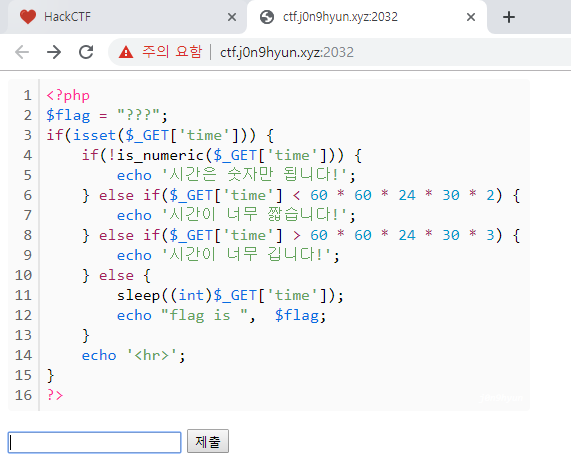 HackCTF
ctf.j0n9hyun.xyz:2032
주의 요함 | ctf.j0n9hyun.xyz:2032
1 <?php
2 $flag = "???";
3 if(isset($_GET['time'])) {
4 if(!is_numeric($_GET['time'])) {
5 echo '시간은 숫자만 됩니다!';
6 } else if($_GET['time'] < 60 * 60 * 24 * 30 * 2) {
7 echo '시간이 너무 짧습니다!';
8 } else if($_GET['time'] > 60 * 60 * 24 * 30 * 3) {
9 echo '시간이 너무 깁니다!';
10 } else {
11 sleep((int)$_GET['time']);
12 echo "flag is ",  $flag;
13 }
14 echo '<hr>';
15 }
16 ?>
제출